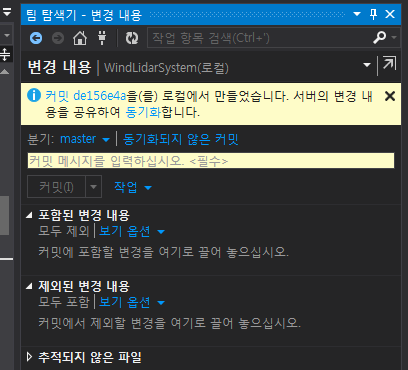 팀 탐색기 - 변경 내용
작업 항목 검색(Ctrl+')
변경 내용 | WindLidarSystem(로컬)
커밋 de156e4a을(를) 로컬에서 만들었습니다. 서버의 변경 내
용을 공유하여 동기화합니다.
분기: master | 동기화되지 않은 커밋
커밋 메시지를 입력하십시오. <필수>
커밋(I) 작업
포함된 변경 내용
모두 제외 | 보기 옵션
커밋에 포함할 변경을 여기로 끌어 놓으십시오.
제외된 변경 내용
모두 포함 | 보기 옵션
커밋에서 제외할 변경을 여기로 끌어 놓으십시오.
추적되지 않은 파일